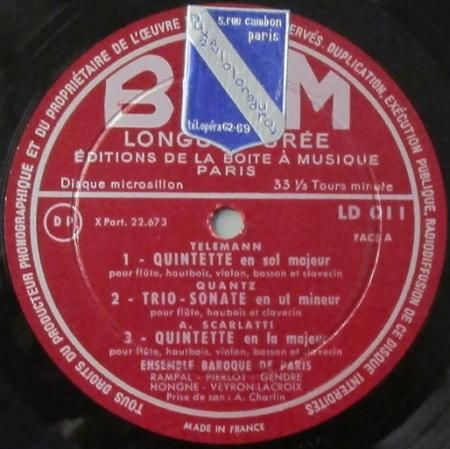 TOUS DROITS DU PRODUCTEUR PHONOGRAPHIQUE ET DU PROPRIÉTAIRE DE L'ŒUVRE
RÉSERVÉS. DUPLICATION, EXÉCUTION PUBLIQUE, RADIODIFFUSION DE CE DISQUE INTERDITES
5, rue cambon
paris
tél. opéra 62-69
B M
LONGUE DURÉE
ÉDITIONS DE LA BOITE À MUSIQUE
PARIS
Disque microsillon 33 ⅓ Tours minute
DP X Part. 22.673 LD 011
FACE A
TELEMANN
1 - QUINTETTE en sol majeur
pour flûte, hautbois, violon, basson et clavecin
QUANTZ
2 - TRIO-SONATE en ut mineur
pour flûte, haubois et clavecin
A. SCARLATTI
3 - QUINTETTE en fa majeur
pour flûte, hautbois, violon, basson et clavecin
ENSEMBLE BAROQUE DE PARIS
RAMPAL - PIERLOT - GENDRE
HONGNE - VEYRON-LACROIX
Prise de son : A. Charlin
MADE IN FRANCE